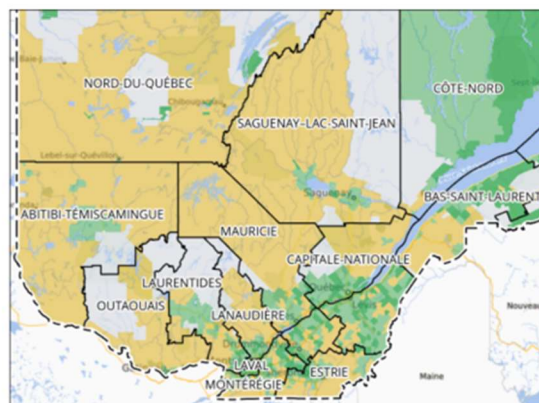 NORD-DU-QUÉBEC
Chibougamau
CÔTE-NORD
SAGUENAY–LAC-SAINT-JEAN
Lebel-sur-Quévillon
Saguenay
BAS-SAINT-LAURENT
ABITIBI-TÉMISCAMINGUE
MAURICIE
CAPITALE-NATIONALE
LAURENTIDES
OUTAOUAIS
LANAUDIÈRE
LAVAL
ESTRIE
MONTÉRÉGIE
Maine